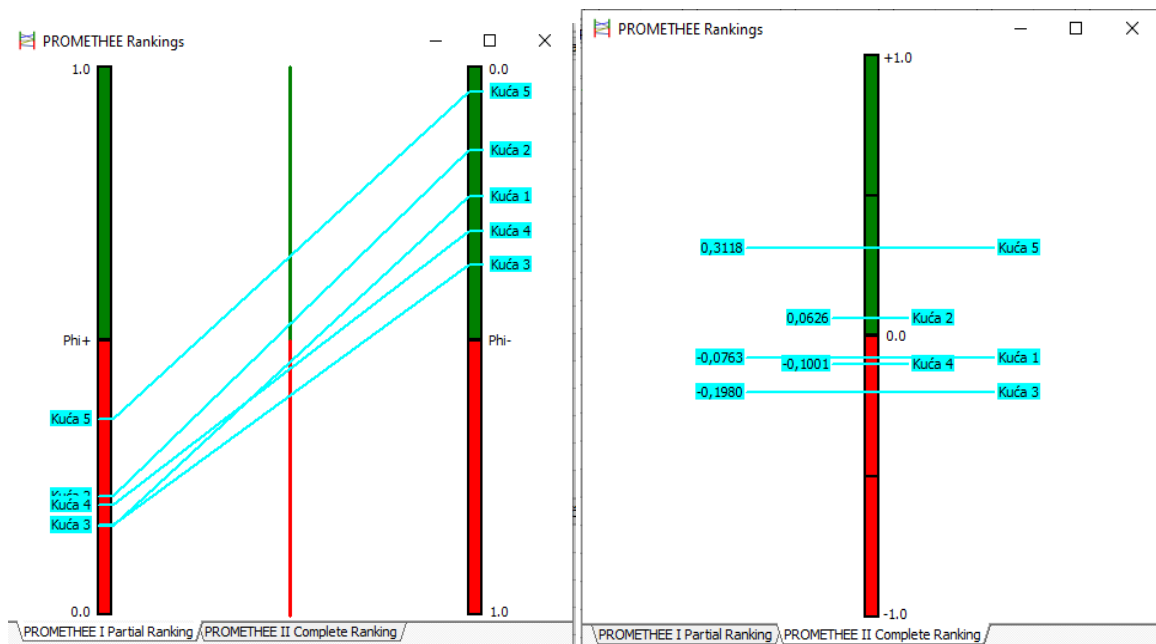 PROMETHEE Rankings
1.0
0.0
Kuća 5
Kuća 2
Kuća 1
Kuća 4
Kuća 3
Phi+
Phi-
Kuća 5
Kuća 4
Kuća 3
0.0
1.0
PROMETHEE I Partial Ranking
PROMETHEE II Complete Ranking
PROMETHEE Rankings
+1.0
0,3118
Kuća 5
0,0626
Kuća 2
0.0
-0,0763
Kuća 1
-0,1001
Kuća 4
-0,1980
Kuća 3
-1.0
PROMETHEE I Partial Ranking
PROMETHEE II Complete Ranking